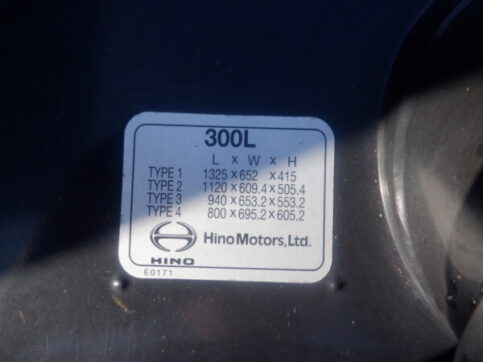 300L
L x W x H
TYPE 1 1325 x 652 x 415
TYPE 2 1120 x 609.4 x 505.4
TYPE 3 940 x 653.2 x 553.2
TYPE 4 800 x 695.2 x 605.2
HINO Hino Motors, Ltd.
E0171